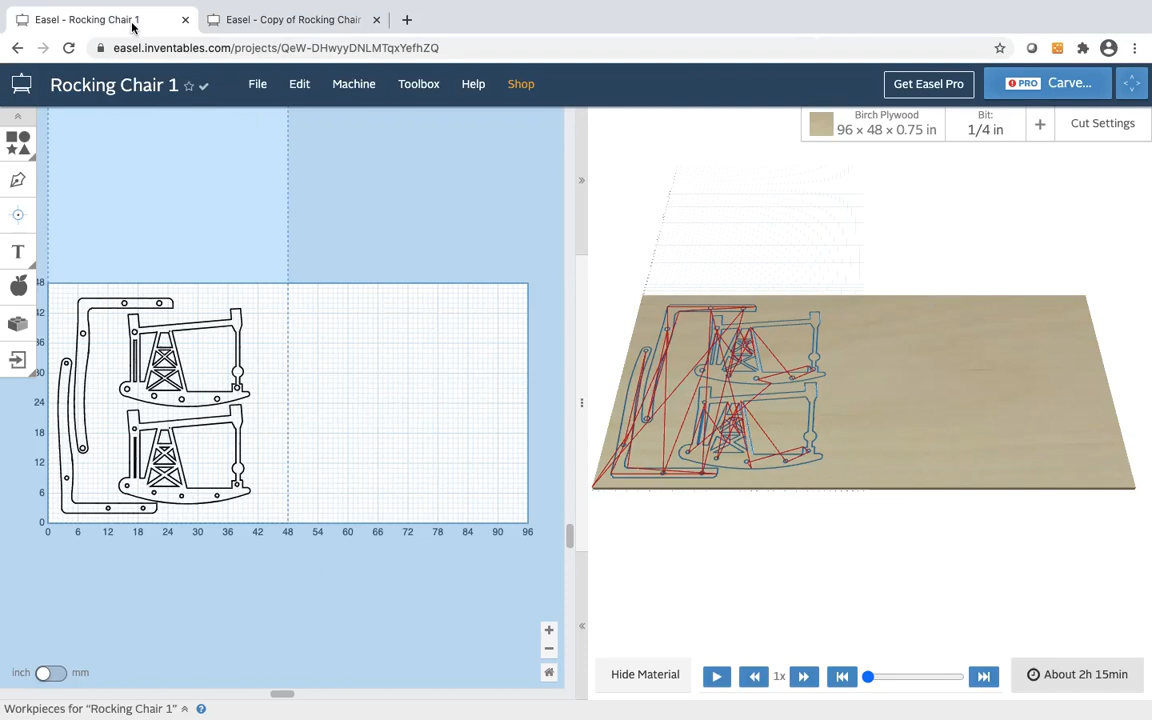 Easel - Rocking Chair 1
Easel - Copy of Rocking Chair
easel.inventables.com/projects/QeW-DHwyyDNLMTqxYefhZQ
Rocking Chair 1
File
Edit
Machine
Toolbox
Help
Shop
Get Easel Pro
PRO Carve...
Birch Plywood
96 × 48 × 0.75 in
Bit:
1/4 in
Cut Settings
T
48
42
36
30
24
18
12
6
0
0 6 12 18 24 30 36 42 48 54 60 66 72 78 84 90 96
inch
mm
Hide Material
1x
About 2h 15min
Workpieces for "Rocking Chair 1"